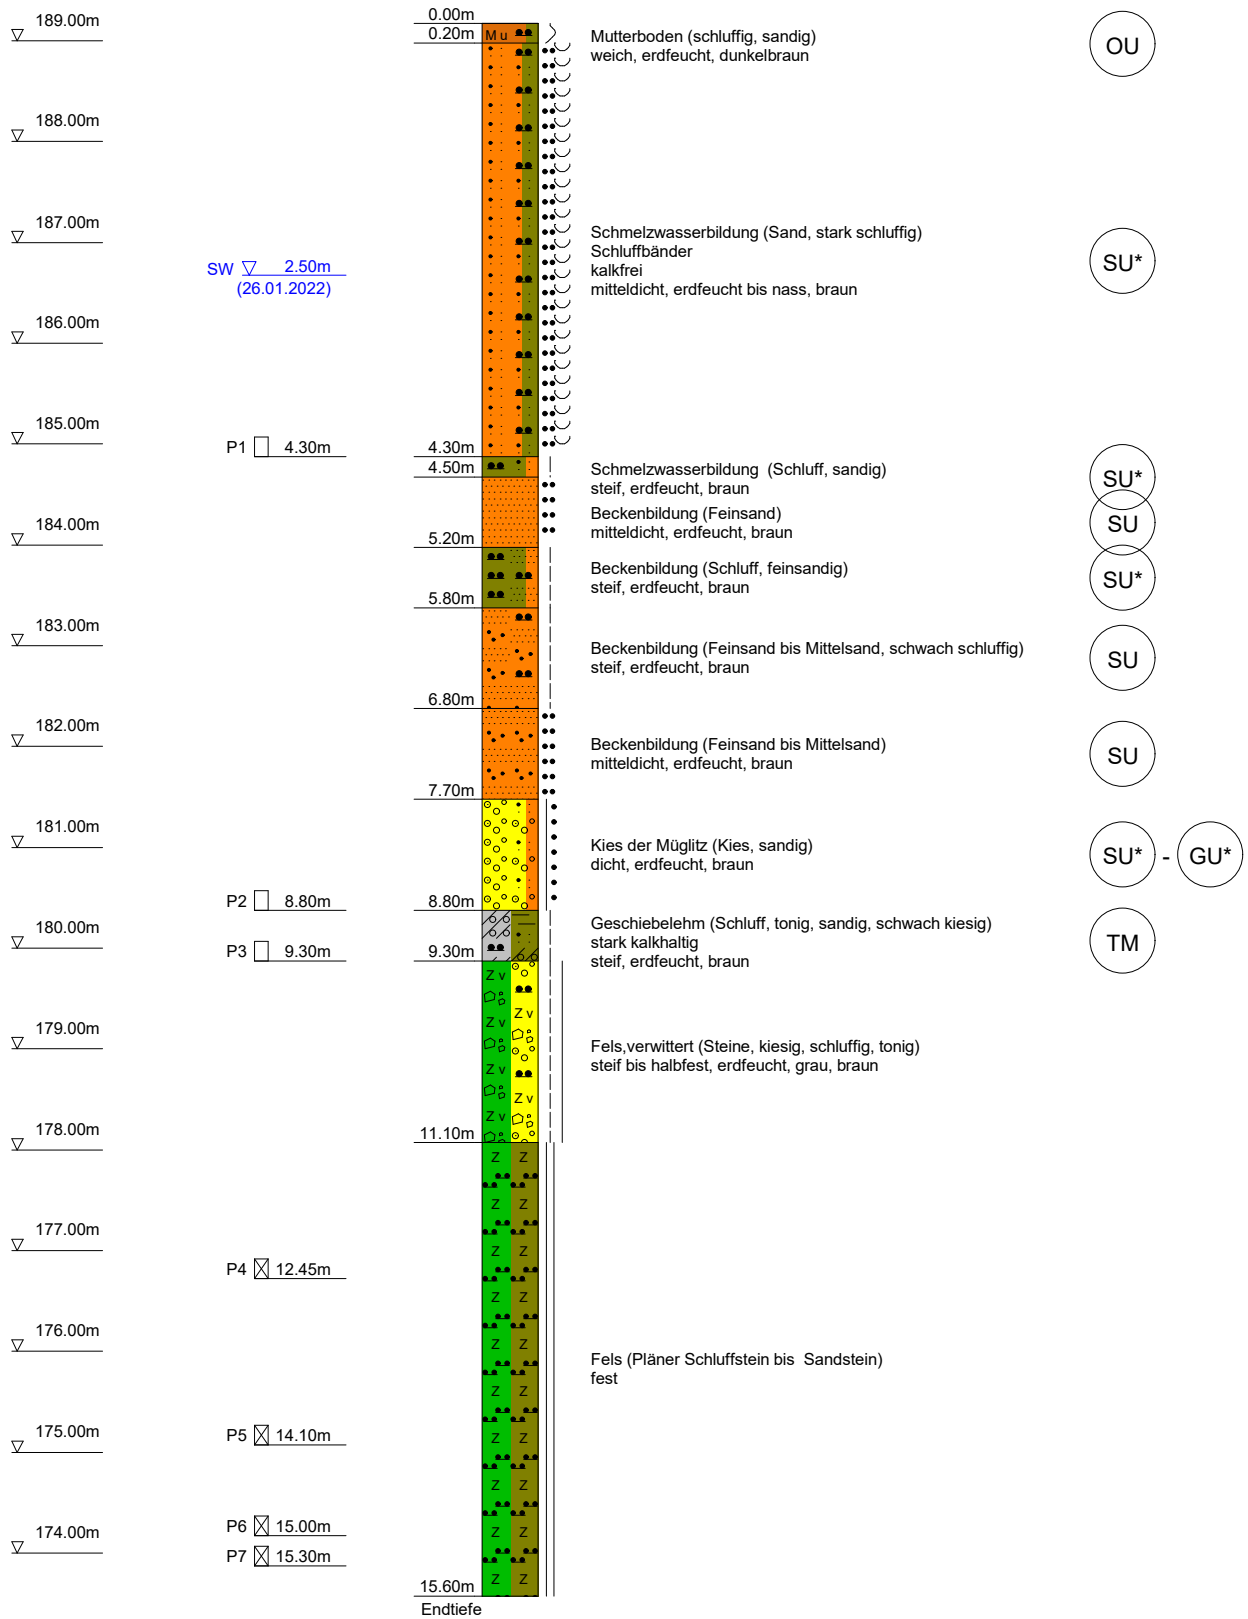 189.00m
0.00m
0.20m
Mu
Mutterboden (schluffig, sandig)
weich, erdfeucht, dunkelbraun
OU
188.00m
187.00m
SW 2.50m
(26.01.2022)
Schmelzwasserbildung (Sand, stark schluffig)
Schluffbänder
kalkfrei
mitteldicht, erdfeucht bis nass, braun
SU*
186.00m
185.00m
P1 4.30m
4.30m
4.50m
Schmelzwasserbildung (Schluff, sandig)
steif, erdfeucht, braun
SU*
184.00m
Beckenbildung (Feinsand)
mitteldicht, erdfeucht, braun
SU
5.20m
Beckenbildung (Schluff, feinsandig)
steif, erdfeucht, braun
SU*
5.80m
183.00m
Beckenbildung (Feinsand bis Mittelsand, schwach schluffig)
steif, erdfeucht, braun
SU
6.80m
182.00m
Beckenbildung (Feinsand bis Mittelsand)
mitteldicht, erdfeucht, braun
SU
7.70m
181.00m
Kies der Müglitz (Kies, sandig)
dicht, erdfeucht, braun
SU* - GU*
P2 8.80m
8.80m
180.00m
Geschiebelehm (Schluff, tonig, sandig, schwach kiesig)
stark kalkhaltig
steif, erdfeucht, braun
TM
P3 9.30m
9.30m
Zv
Zv
Zv
Zv
Zv
Zv
Zv
179.00m
Fels,verwittert (Steine, kiesig, schluffig, tonig)
steif bis halbfest, erdfeucht, grau, braun
178.00m
11.10m
Z Z
Z Z
177.00m
Z Z
P4 12.45m
Z Z
176.00m
Z Z
Fels (Pläner Schluffstein bis Sandstein)
fest
Z Z
175.00m
P5 14.10m
Z Z
Z Z
174.00m
P6 15.00m
Z Z
P7 15.30m
Z Z
15.60m
Endtiefe